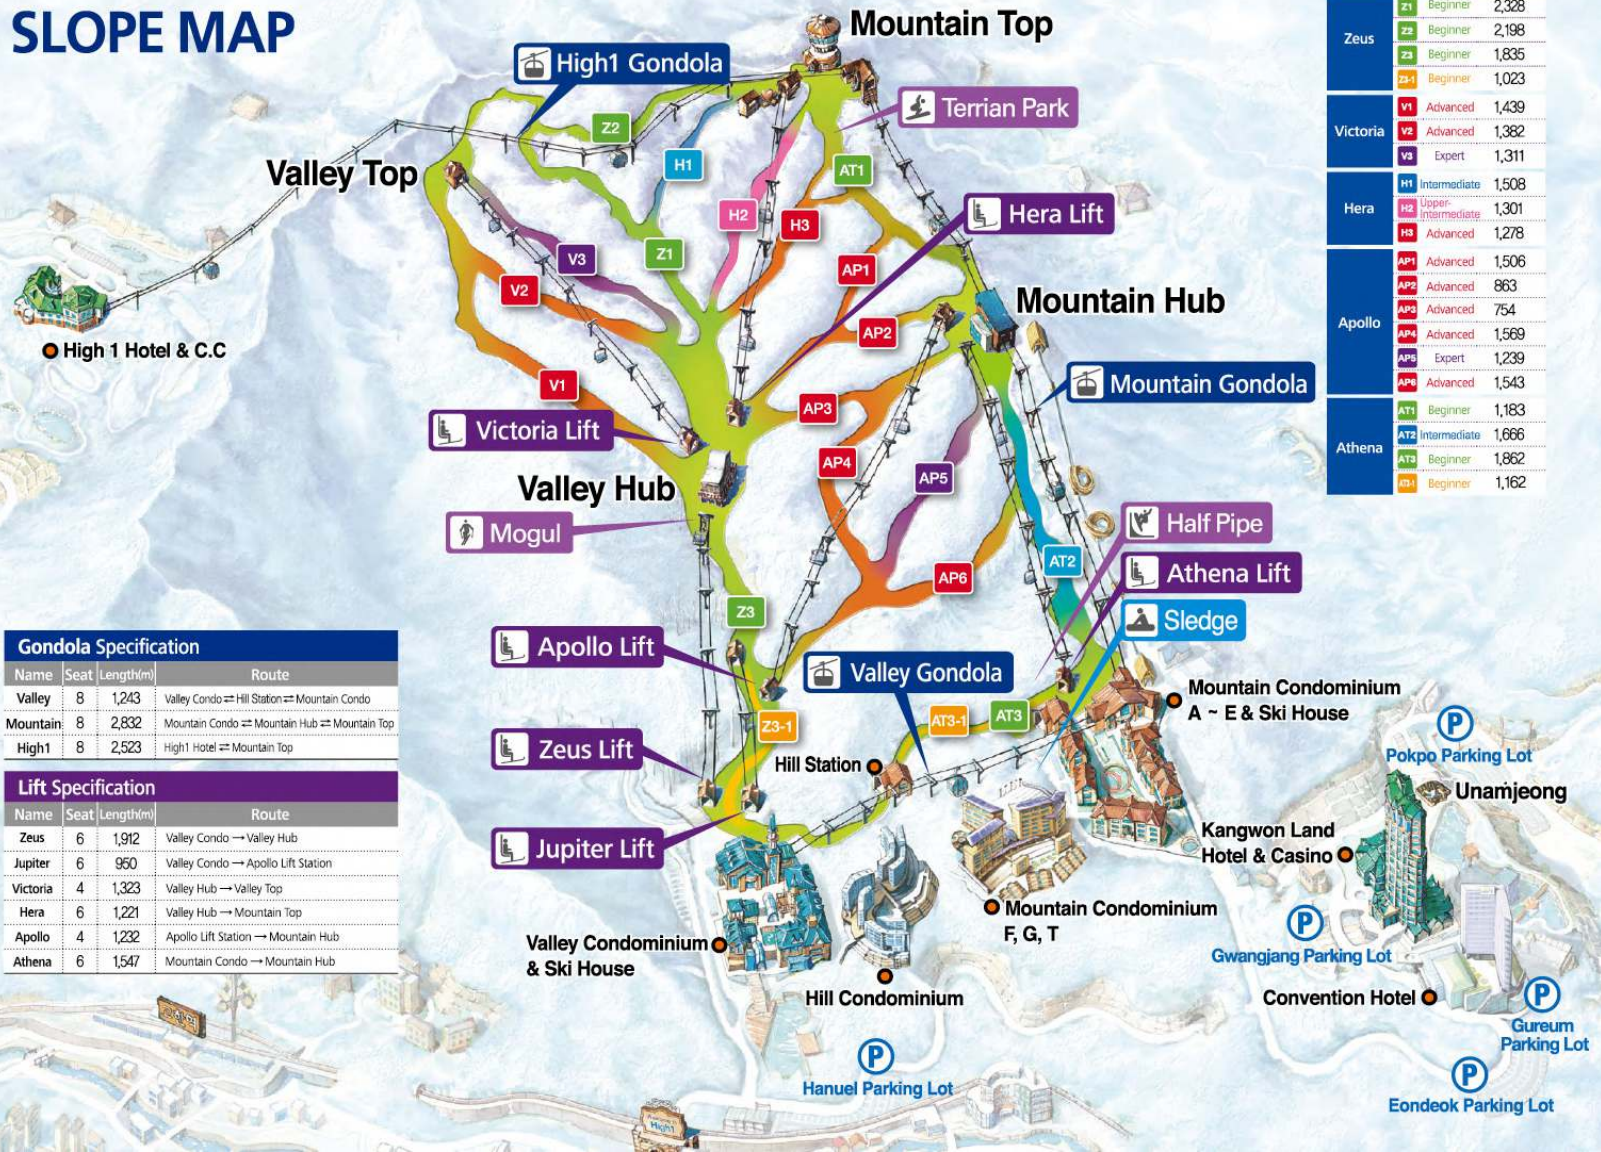 SLOPE MAP
Mountain Top
High1 Gondola
Terrian Park
Z2
H1
AT1
Valley Top
Hera Lift
H2
H3
V3
Z1
AP1
V2
Mountain Hub
AP2
High 1 Hotel & C.C
V1
Mountain Gondola
AP3
Victoria Lift
AP4
AP5
Valley Hub
Mogul
Half Pipe
AT2
Athena Lift
AP6
Z3
Sledge
Apollo Lift
Valley Gondola
Mountain Condominium
A ~ E & Ski House
Z3-1
AT3-1
AT3
Zeus Lift
Hill Station
Jupiter Lift
P
Pokpo Parking Lot
Unamjeong
Kangwon Land
Hotel & Casino
Mountain Condominium
F, G, T
P
Gwangjang Parking Lot
Valley Condominium
& Ski House
Hill Condominium
Convention Hotel
P
Gureum
Parking Lot
P
Hanuel Parking Lot
P
Eondeok Parking Lot
High1
Zeus
Z1 Beginner 2,328
Z2 Beginner 2,198
Z3 Beginner 1,835
Z3-1 Beginner 1,023
Victoria
V1 Advanced 1,439
V2 Advanced 1,382
V3 Expert 1,311
Hera
H1 Intermediate 1,508
H2 Upper-Intermediate 1,301
H3 Advanced 1,278
Apollo
AP1 Advanced 1,506
AP2 Advanced 863
AP3 Advanced 754
AP4 Advanced 1,569
AP5 Expert 1,239
AP6 Advanced 1,543
Athena
AT1 Beginner 1,183
AT2 Intermediate 1,666
AT3 Beginner 1,862
AT3-1 Beginner 1,162
Gondola Specification
Name Seat Length(m) Route
Valley 8 1,243 Valley Condo ⇌ Hill Station ⇌ Mountain Condo
Mountain 8 2,832 Mountain Condo ⇌ Mountain Hub ⇌ Mountain Top
High1 8 2,523 High1 Hotel ⇌ Mountain Top
Lift Specification
Name Seat Length(m) Route
Zeus 6 1,912 Valley Condo → Valley Hub
Jupiter 6 950 Valley Condo → Apollo Lift Station
Victoria 4 1,323 Valley Hub → Valley Top
Hera 6 1,221 Valley Hub → Mountain Top
Apollo 4 1,232 Apollo Lift Station → Mountain Hub
Athena 6 1,547 Mountain Condo → Mountain Hub